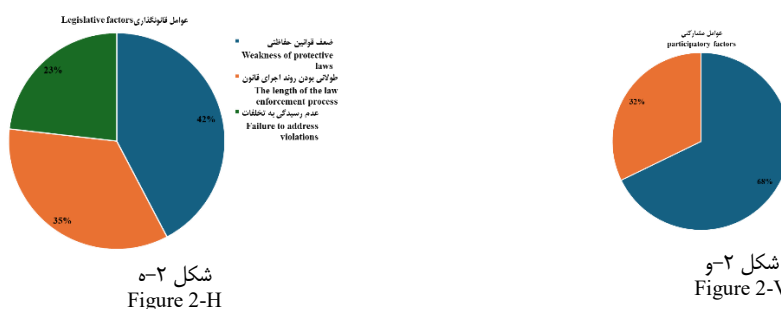 عوامل قانونگذاری Legislative factors
23%
42%
35%
ضعف قوانین حفاظتی
Weakness of protective
laws
طولانی بودن روند اجرای قانون
The length of the law
enforcement process
عدم رسیدگی به تخلفات
Failure to address
violations
شکل ۲-ه
Figure 2-H
عوامل مشارکتی
participatory factors
32%
68%
شکل ۲-و
Figure 2-V